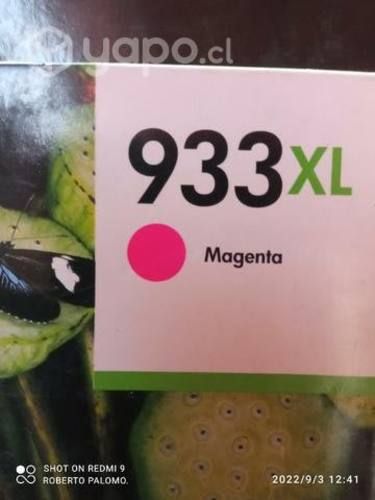 yapo.cl
933XL
Magenta
SHOT ON REDMI 9
ROBERTO PALOMO.
2022/9/3 12:41